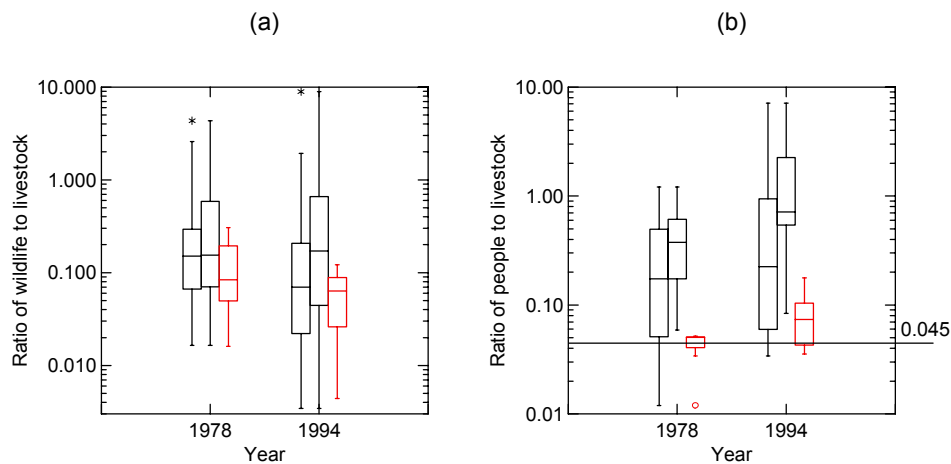 (a)
(b)
Ratio of wildlife to livestock
10.000
1.000
0.100
0.010
1978
1994
Year
Ratio of people to livestock
10.00
1.00
0.10
0.01
0.045
1978
1994
Year